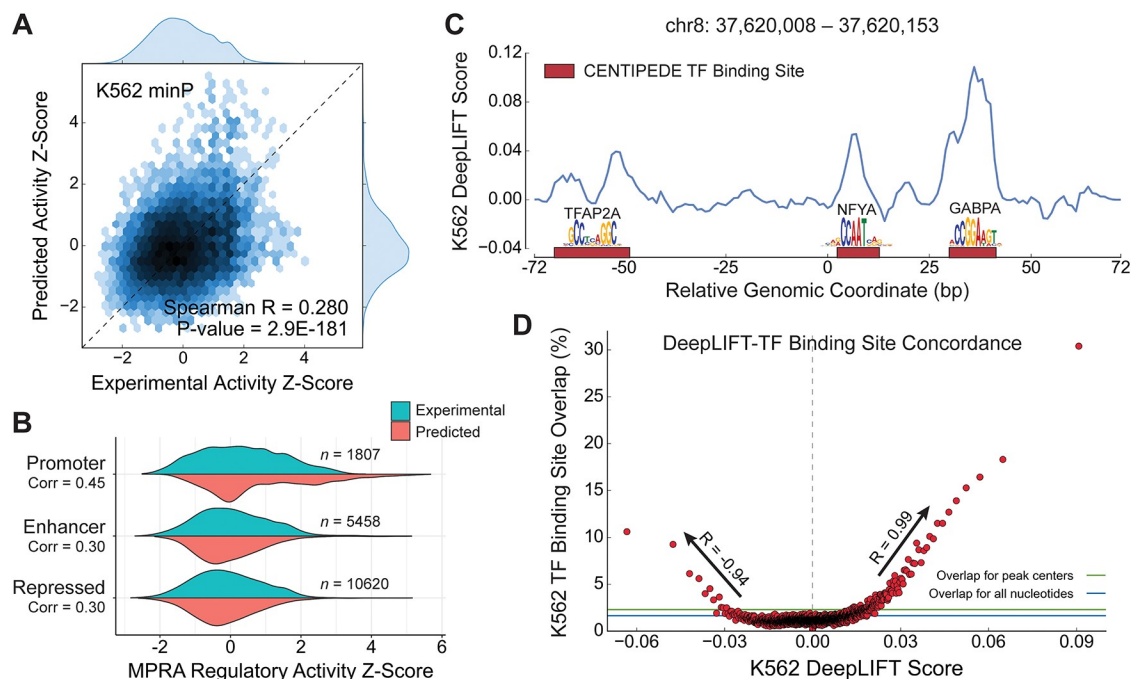 A
K562 minP
Predicted Activity Z-Score
4
2
0
−2
Spearman R = 0.280
P-value = 2.9E-181
−2
0
2
4
Experimental Activity Z-Score
B
Experimental
Predicted
Promoter
Corr = 0.45
n = 1807
Enhancer
Corr = 0.30
n = 5458
Repressed
Corr = 0.30
n = 10620
-2
0
2
4
6
MPRA Regulatory Activity Z-Score
C
chr8: 37,620,008 – 37,620,153
K562 DeepLIFT Score
0.12
0.08
0.04
0.00
−0.04
CENTIPEDE TF Binding Site
TFAP2A
NFYA
GABPA
-72
-50
-25
0
25
50
72
Relative Genomic Coordinate (bp)
D
DeepLIFT-TF Binding Site Concordance
K562 TF Binding Site Overlap (%)
30
25
20
15
10
5
0
R = -0.94
R = 0.99
Overlap for peak centers
Overlap for all nucleotides
−0.06
−0.03
0.00
0.03
0.06
0.09
K562 DeepLIFT Score